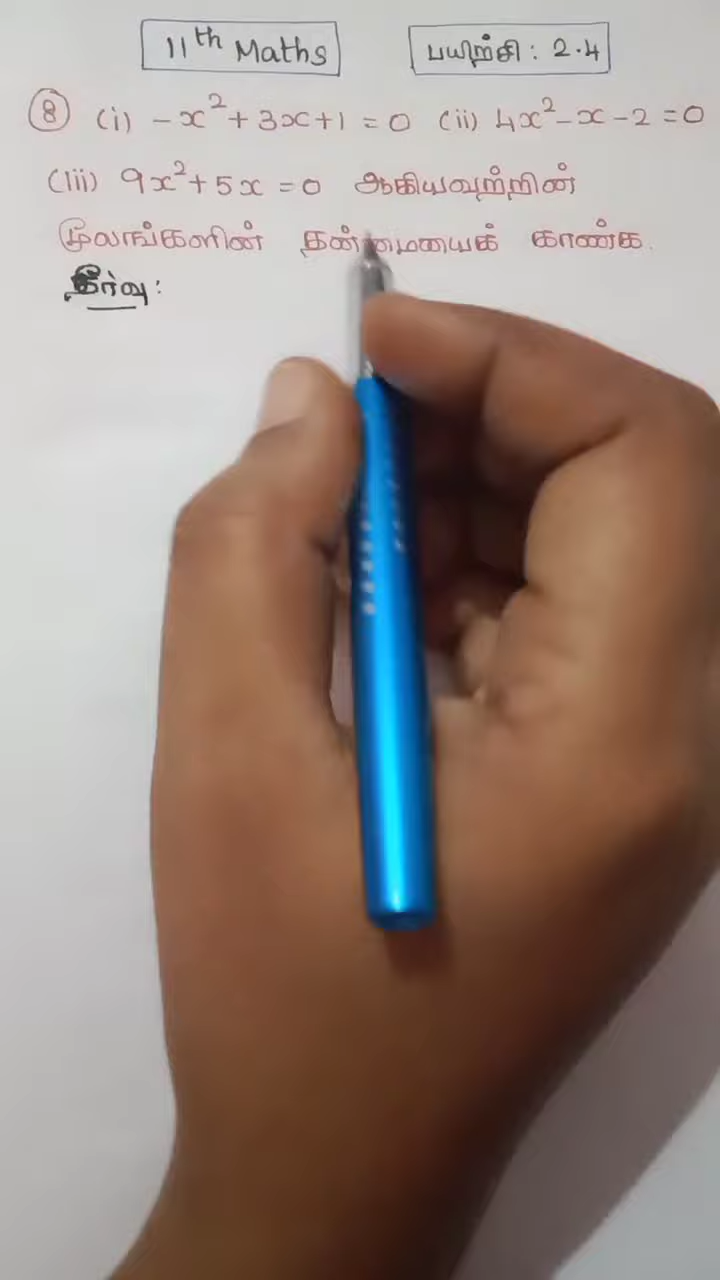 11th Maths பயிற்சி : 2.4
⑧ (i) -x² + 3x + 1 = 0 (ii) 4x² - x - 2 = 0
(iii) 9x² + 5x = 0 ஆகியவற்றின்
மூலங்களின் தன்மையைக் காண்க.
தீர்வு :